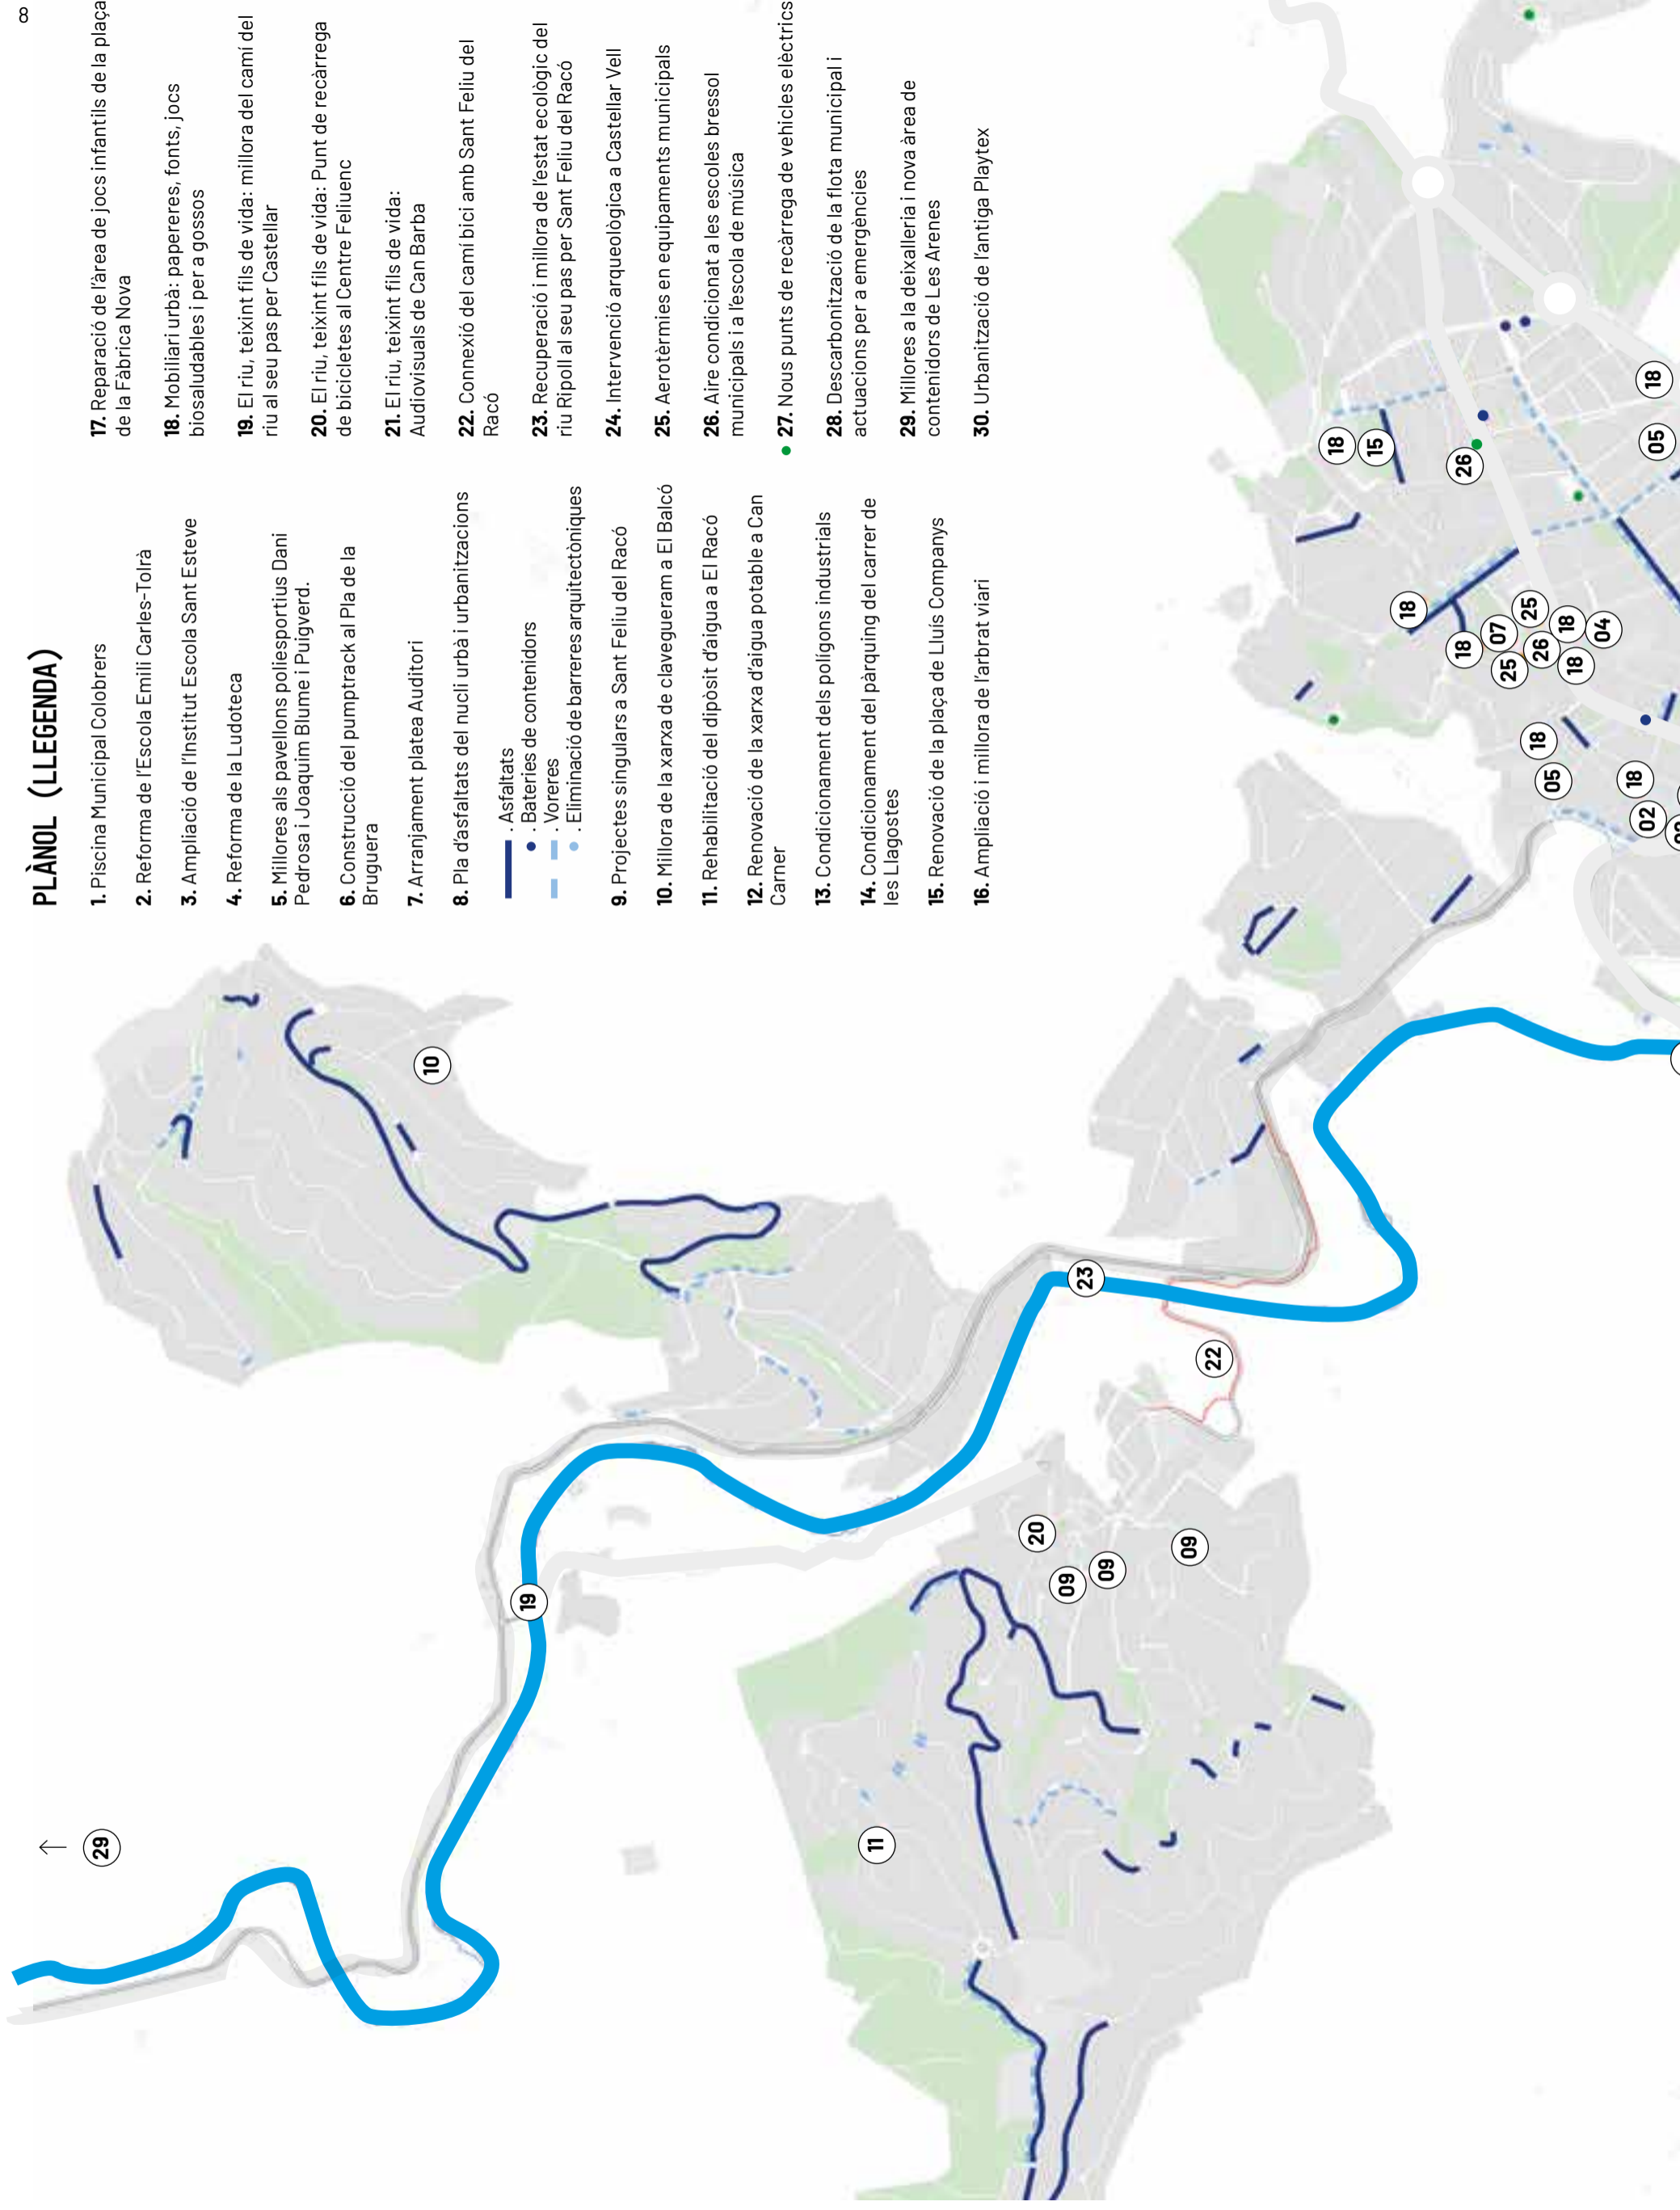 8
PLÀNOL (LLEGENDA)
1. Piscina Municipal Colobrers
2. Reforma de l'Escola Emili Carles-Tolrà
3. Ampliació de l'Institut Escola Sant Esteve
4. Reforma de la Ludoteca
5. Millores als pavellons poliesportius Dani
Pedrosa i Joaquim Blume i Puigverd.
6. Construcció del pumptrack al Pla de la
Bruguera
7. Arranjament platea Auditori
8. Pla d'asfaltats del nucli urbà i urbanitzacions
. Asfaltats
. Bateries de contenidors
. Voreres
. Eliminació de barreres arquitectòniques
9. Projectes singulars a Sant Feliu del Racó
10. Millora de la xarxa de clavegueram a El Balcó
11. Rehabilitació del dipòsit d'aigua a El Racó
12. Renovació de la xarxa d'aigua potable a Can
Carner
13. Condicionament dels polígons industrials
14. Condicionament del pàrquing del carrer de
les Llagostes
15. Renovació de la plaça de Lluís Companys
16. Ampliació i millora de l'arbrat viari
17. Reparació de l'àrea de jocs infantils de la plaça
de la Fàbrica Nova
18. Mobiliari urbà: papereres, fonts, jocs
biosaludables i per a gossos
19. El riu, teixint fils de vida: millora del camí del
riu al seu pas per Castellar
20. El riu, teixint fils de vida: Punt de recàrrega
de bicicletes al Centre Feliuenc
21. El riu, teixint fils de vida:
Audiovisuals de Can Barba
22. Connexió del camí bici amb Sant Feliu del
Racó
23. Recuperació i millora de l'estat ecològic del
riu Ripoll al seu pas per Sant Feliu del Racó
24. Intervenció arqueològica a Castellar Vell
25. Aerotèrmies en equipaments municipals
26. Aire condicionat a les escoles bressol
municipals i a l'escola de música
27. Nous punts de recàrrega de vehicles elèctrics
28. Descarbonització de la flota municipal i
actuacions per a emergències
29. Millores a la deixalleria i nova àrea de
contenidors de Les Arenes
30. Urbanització de l'antiga Playtex
29
19
10
11
20
09
09
09
23
22
18
15
26
18
18
07
25
25
26
18
18
04
18
05
18
02
18
05